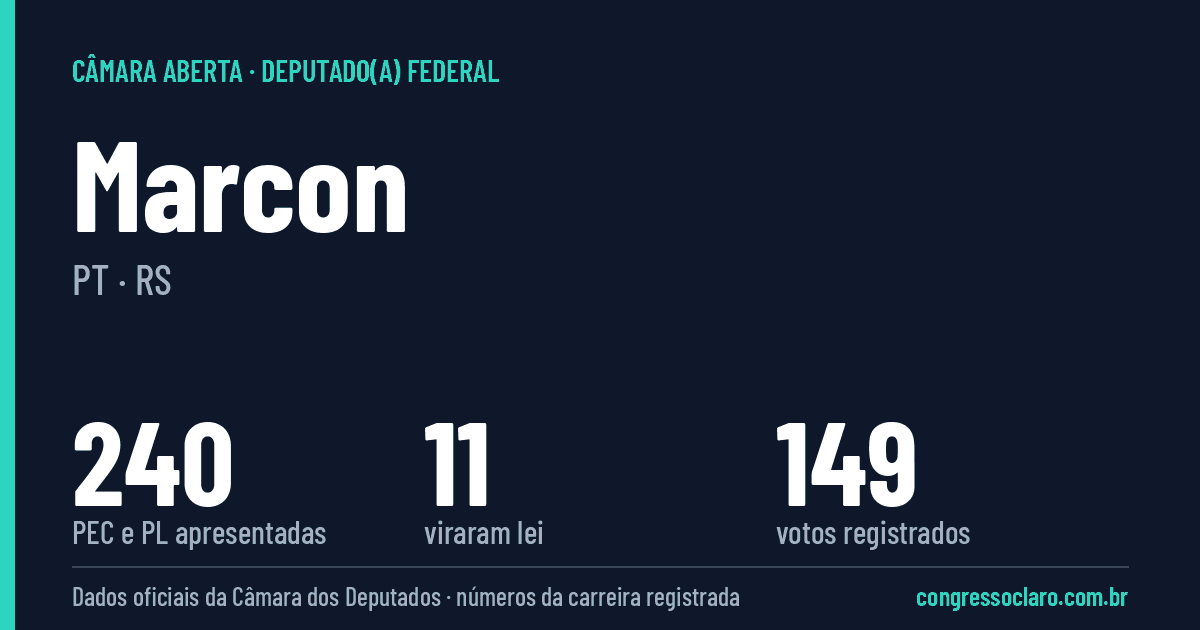 CÂMARA ABERTA · DEPUTADO(A) FEDERAL
Marcon
PT · RS
240 11 149
PEC e PL apresentadas viraram lei votos registrados
Dados oficiais da Câmara dos Deputados · números da carreira registrada congressoclaro.com.br